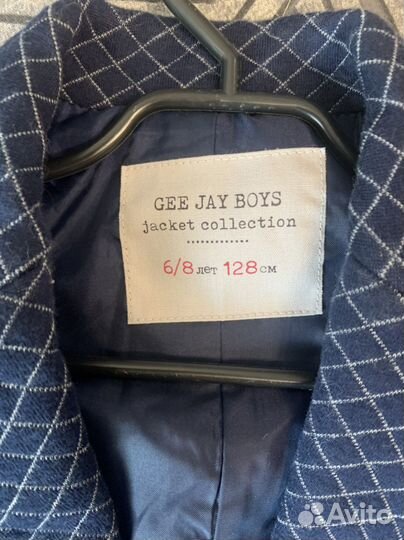 GEE JAY BOYS
jacket collection
6/8 лет 128 см
Avito